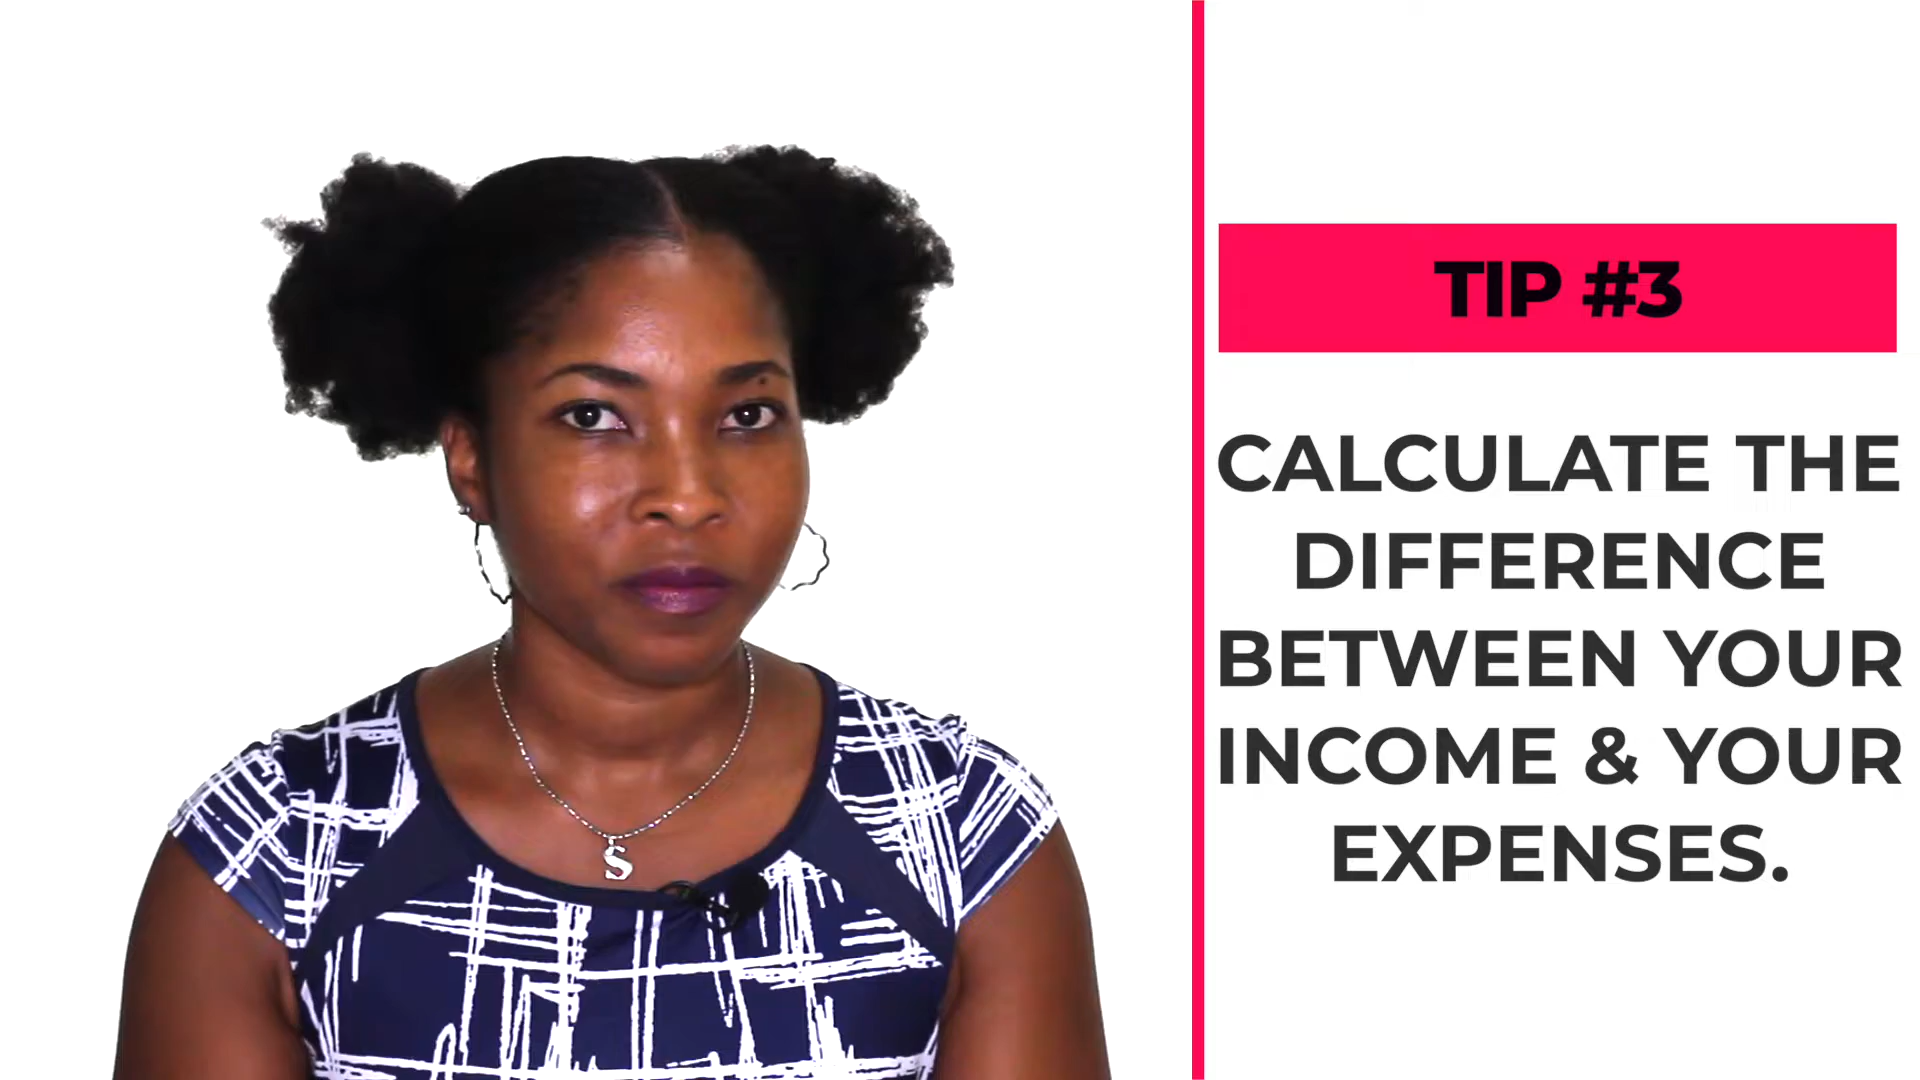 TIP #3
CALCULATE THE
DIFFERENCE
BETWEEN YOUR
INCOME & YOUR
EXPENSES.
S